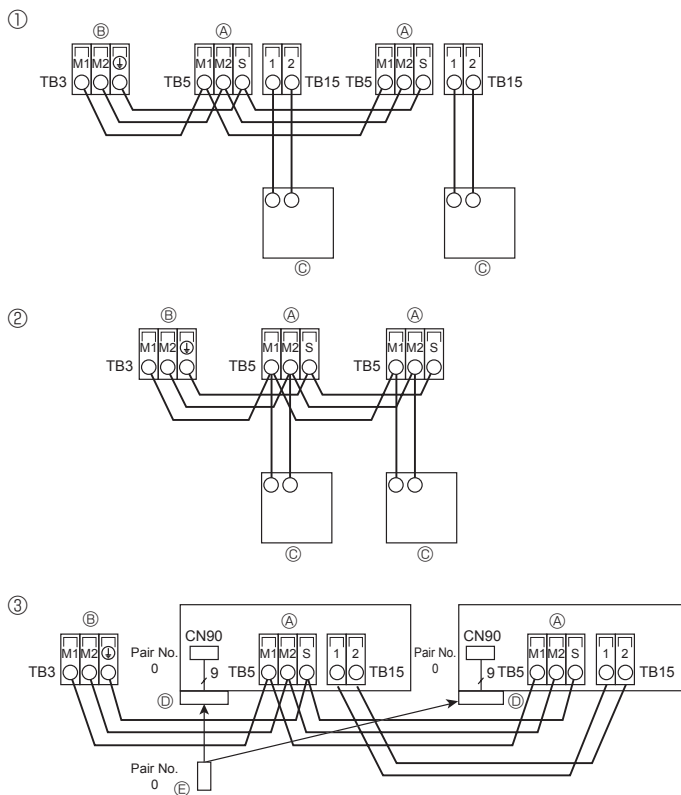 ①
Ⓑ Ⓐ Ⓐ
M1 M2 ⏚ M1 M2 S 1 2 M1 M2 S 1 2
TB3 TB5 TB15 TB5 TB15
Ⓒ Ⓒ
②
Ⓑ Ⓐ Ⓐ
M1 M2 ⏚ M1 M2 S M1 M2 S
TB3 TB5 TB5
Ⓒ Ⓒ
③
Ⓑ Ⓐ Ⓐ
CN90 CN90
M1 M2 ⏚ Pair No. M1 M2 S 1 2 Pair No. M1 M2 S 1 2
TB3 0 9 TB5 TB15 0 9 TB5 TB15
Ⓓ Ⓓ
Pair No.
0 Ⓔ